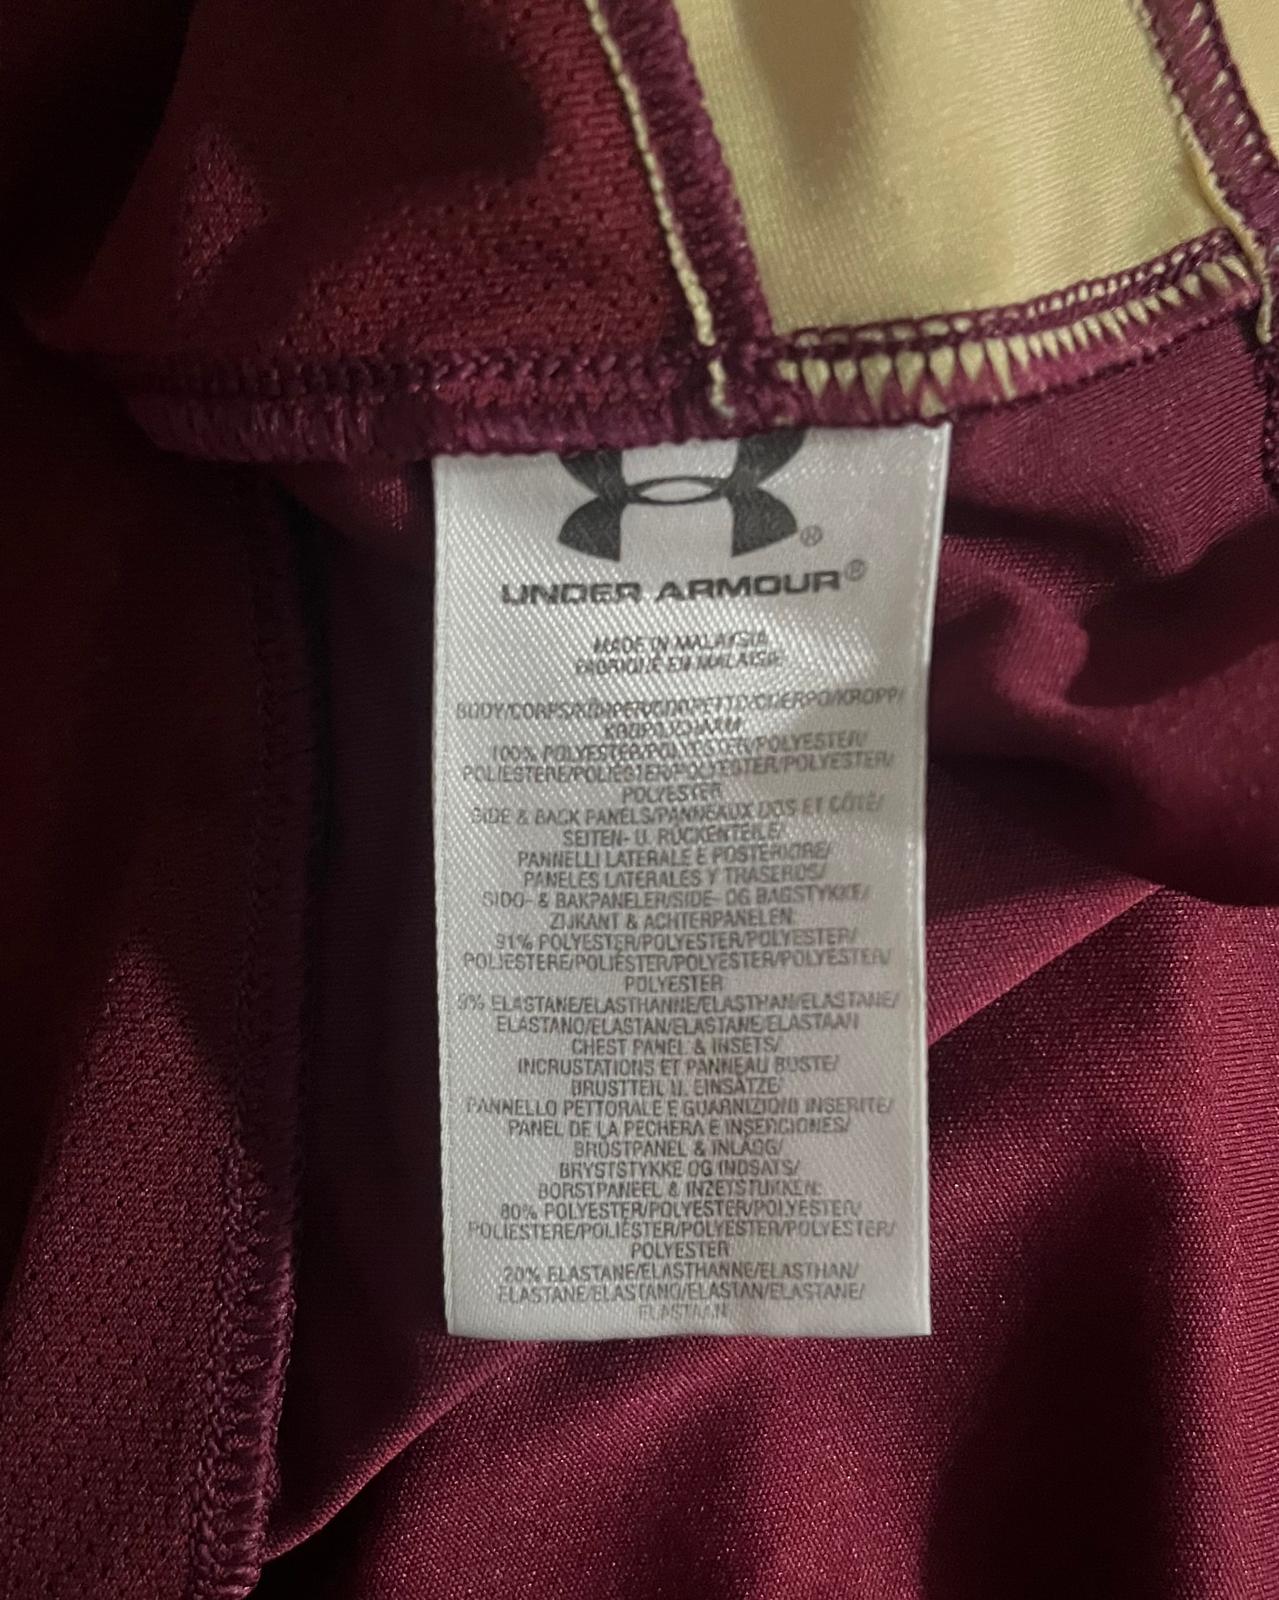 ®
UNDER ARMOUR®
MADE IN MALAYSIA
FABRIQUÉ EN MALAISIE
BODY/CORPS/KÖRPER/CORPETTO/CUERPO/KROPP/
100% POLYESTER/POLYESTER/POLYESTER/
POLIESTERE/POLIÉSTER/POLYESTER/POLYESTER/
POLYESTER
SIDE & BACK PANELS/PANNEAUX DOS ET CÔTÉ/
SEITEN- U. RÜCKENTEILE/
PANNELLI LATERALE E POSTERIORE/
PANELES LATERALES Y TRASEROS/
SIDO- & BAKPANELER/SIDE- OG BAGSTYKKE/
ZIJKANT & ACHTERPANELEN:
91% POLYESTER/POLYESTER/POLYESTER/
POLIESTERE/POLIÉSTER/POLYESTER/POLYESTER/
POLYESTER
9% ELASTANE/ELASTHANNE/ELASTHAN/ELASTANE/
ELASTANO/ELASTAN/ELASTANE/ELASTAAN
CHEST PANEL & INSETS/
INCRUSTATIONS ET PANNEAU BUSTE/
BRUSTTEIL U. EINSÄTZE/
PANNELLO PETTORALE E GUARNIZIONI INSERITE/
PANEL DE LA PECHERA E INSERCIONES/
BRÖSTPANEL & INLÄGG/
BRYSTSTYKKE OG INDSATS/
BORSTPANEEL & INZETSTUKKEN:
80% POLYESTER/POLYESTER/POLYESTER/
POLIESTERE/POLIÉSTER/POLYESTER/POLYESTER/
POLYESTER
20% ELASTANE/ELASTHANNE/ELASTHAN/
ELASTANE/ELASTANO/ELASTAN/ELASTANE/
ELASTAAN